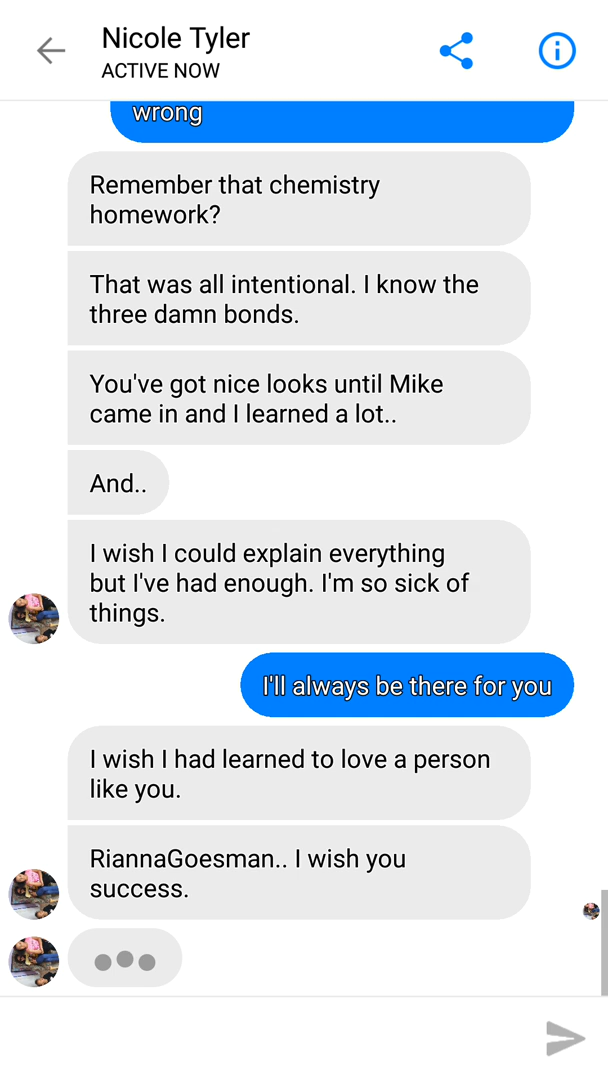 Nicole Tyler
ACTIVE NOW
wrong
Remember that chemistry
homework?
That was all intentional. I know the
three damn bonds.
You've got nice looks until Mike
came in and I learned a lot..
And..
I wish I could explain everything
but I've had enough. I'm so sick of
things.
I'll always be there for you
I wish I had learned to love a person
like you.
RiannaGoesman.. I wish you
success.